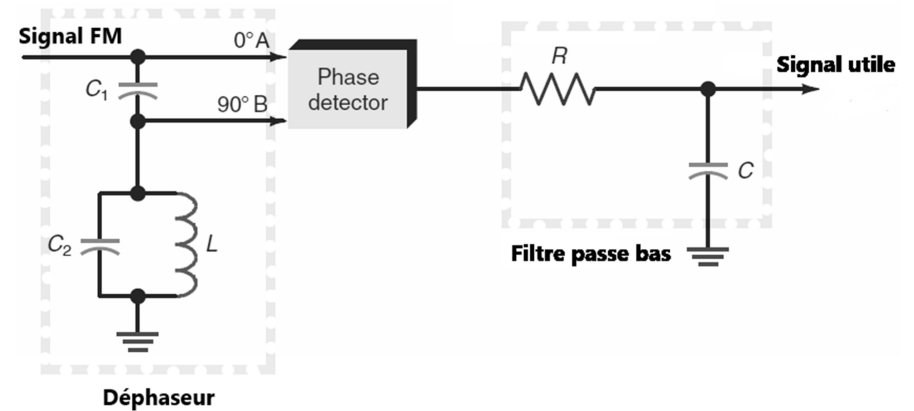 Signal FM
0° A
C₁
90° B
Phase
detector
R
Signal utile
C
C₂
L
Filtre passe bas
Déphaseur